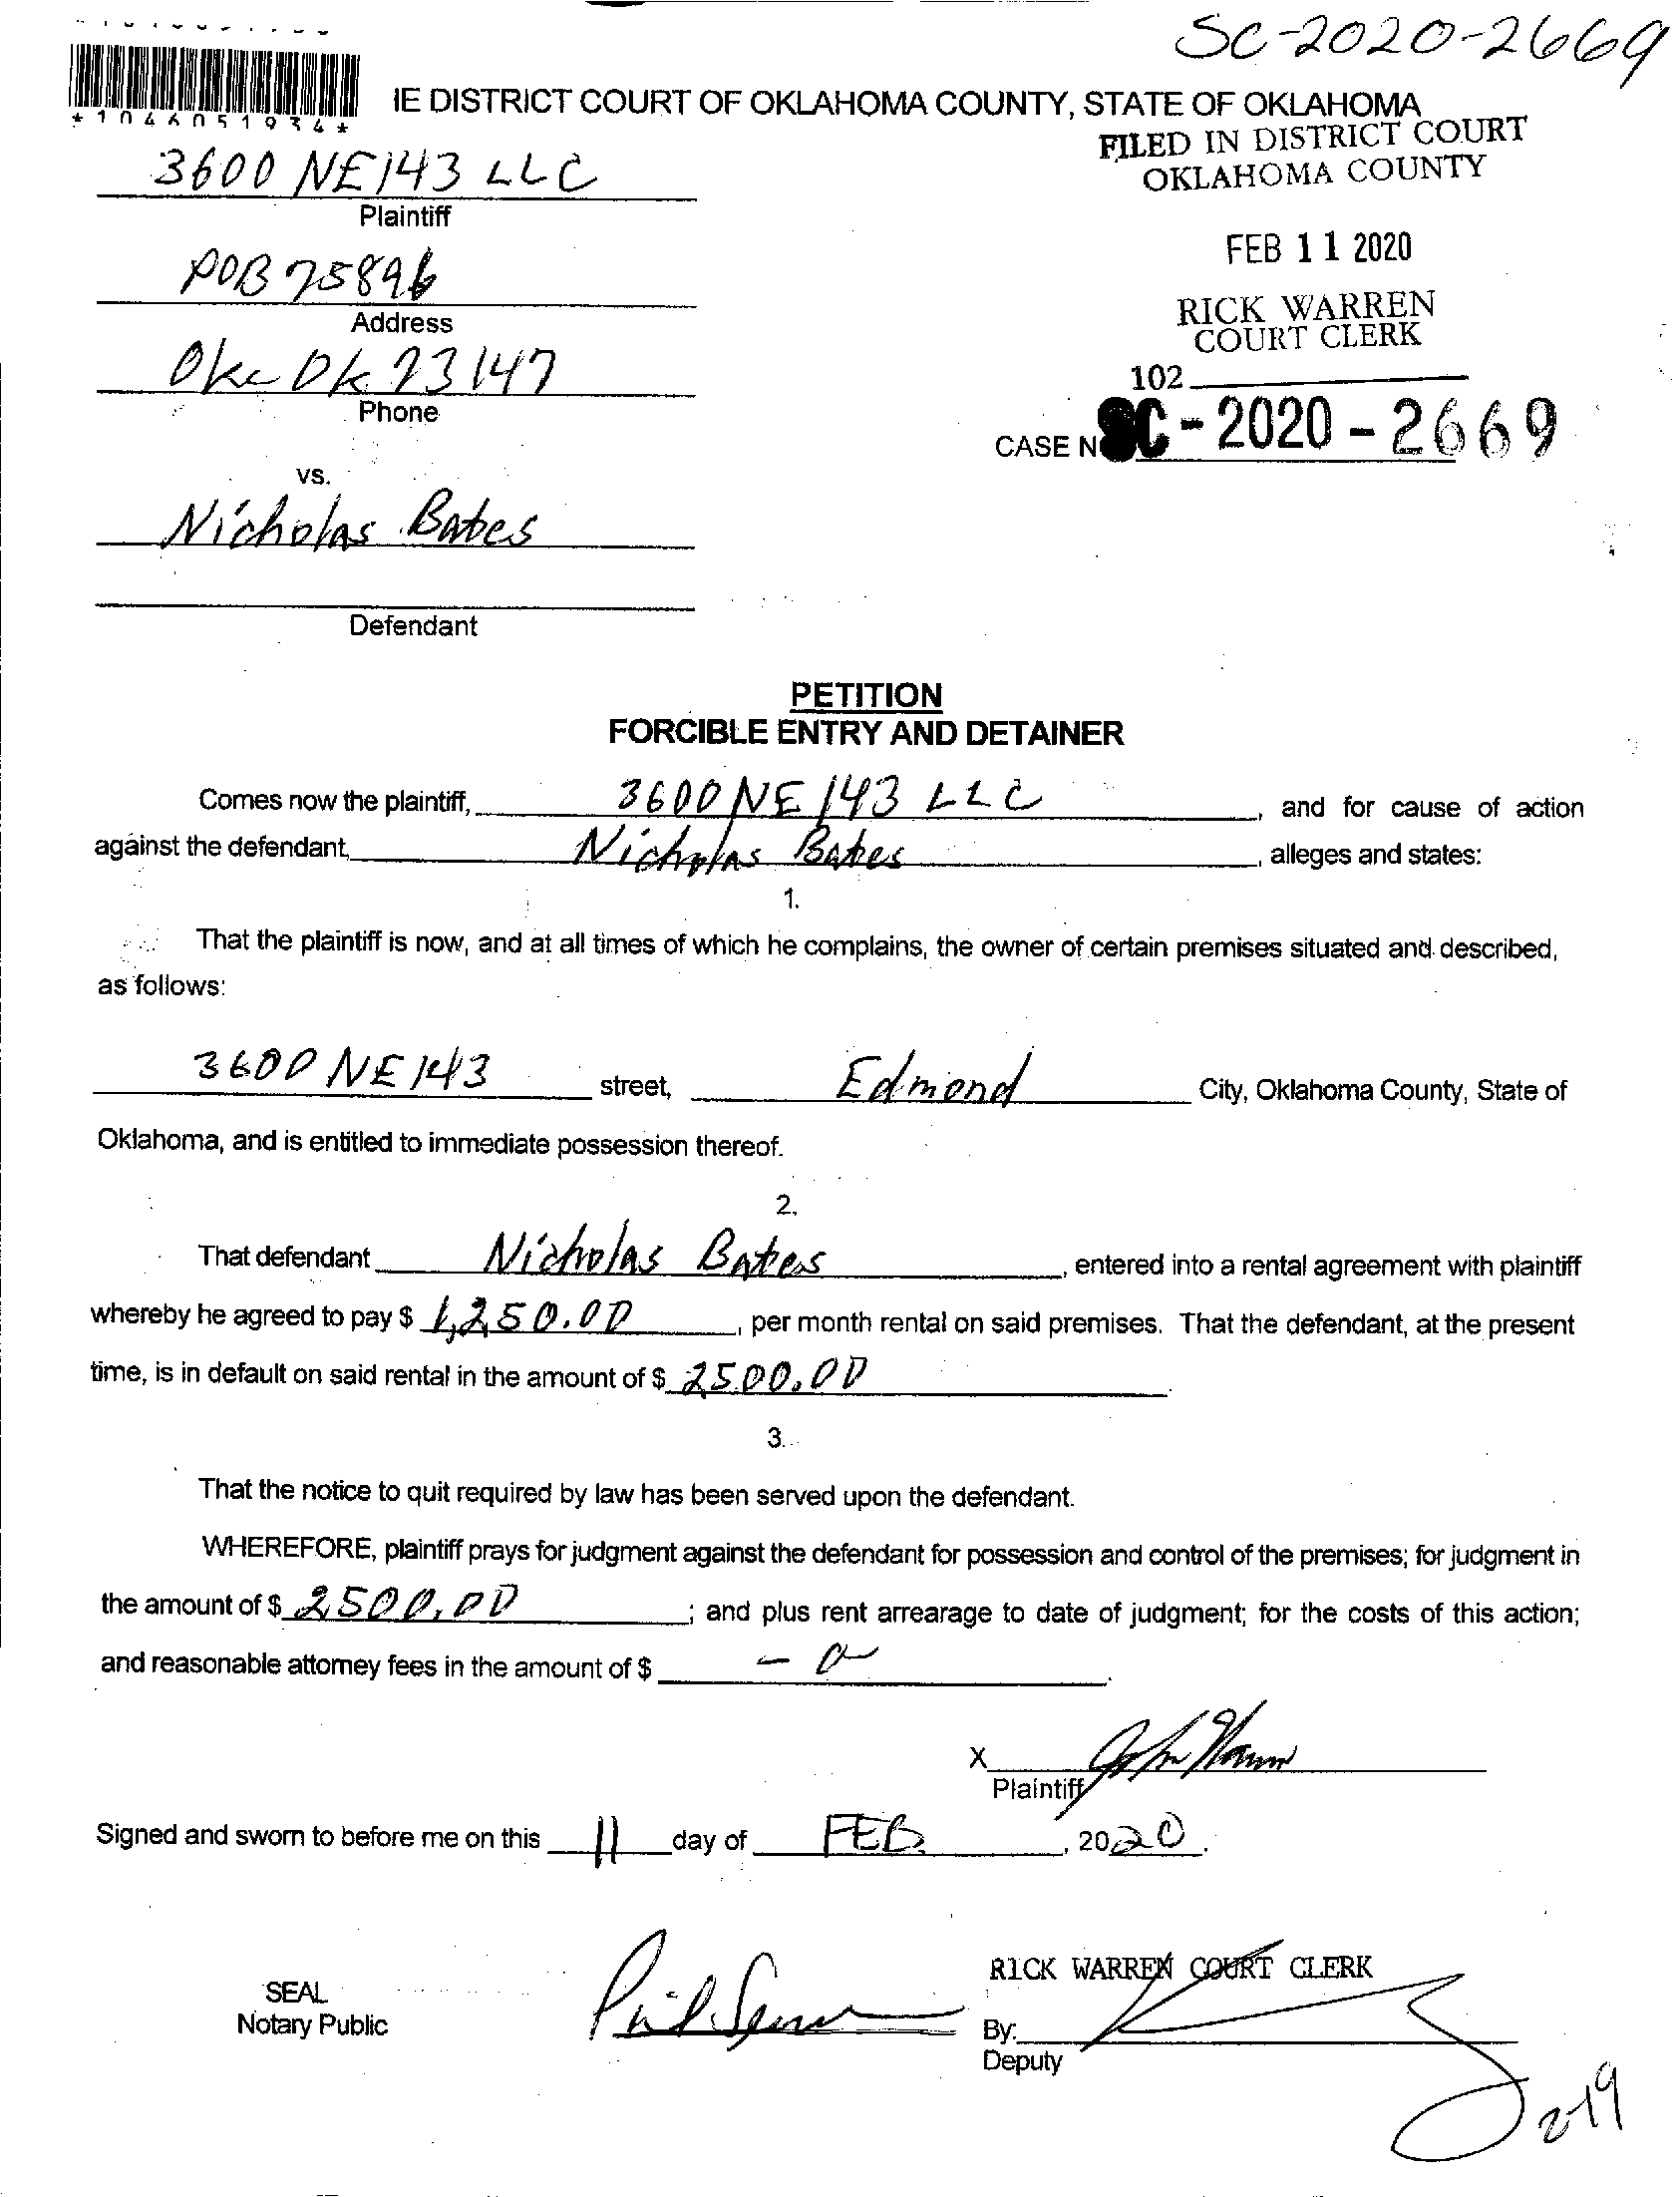 SC-2020-2669
*1046051934*
IE DISTRICT COURT OF OKLAHOMA COUNTY, STATE OF OKLAHOMA
FILED IN DISTRICT COURT
OKLAHOMA COUNTY
3600 NE 143 LLC
Plaintiff
FEB 11 2020
POB 75896
Address
RICK WARREN
COURT CLERK
Okc Ok 73147
Phone
102
CASE N SC-2020-2669
vs.
Nicholas Bates
Defendant
PETITION
FORCIBLE ENTRY AND DETAINER
Comes now the plaintiff, 3600 NE 143 LLC, and for cause of action
against the defendant, Nicholas Bates, alleges and states:
1.
That the plaintiff is now, and at all times of which he complains, the owner of certain premises situated and described,
as follows:
3600 NE 143 street, Edmond City, Oklahoma County, State of
Oklahoma, and is entitled to immediate possession thereof.
2.
That defendant Nicholas Bates, entered into a rental agreement with plaintiff
whereby he agreed to pay $ 1,250.00, per month rental on said premises. That the defendant, at the present
time, is in default on said rental in the amount of $ 2500.00.
3.
That the notice to quit required by law has been served upon the defendant.
WHEREFORE, plaintiff prays for judgment against the defendant for possession and control of the premises; for judgment in
the amount of $ 2500.00; and plus rent arrearage to date of judgment; for the costs of this action;
and reasonable attorney fees in the amount of $ - 0.
X
Plaintiff
Signed and sworn to before me on this 11 day of FEB., 2020.
RICK WARREN COURT CLERK
SEAL
Notary Public
By:
Deputy
2-19